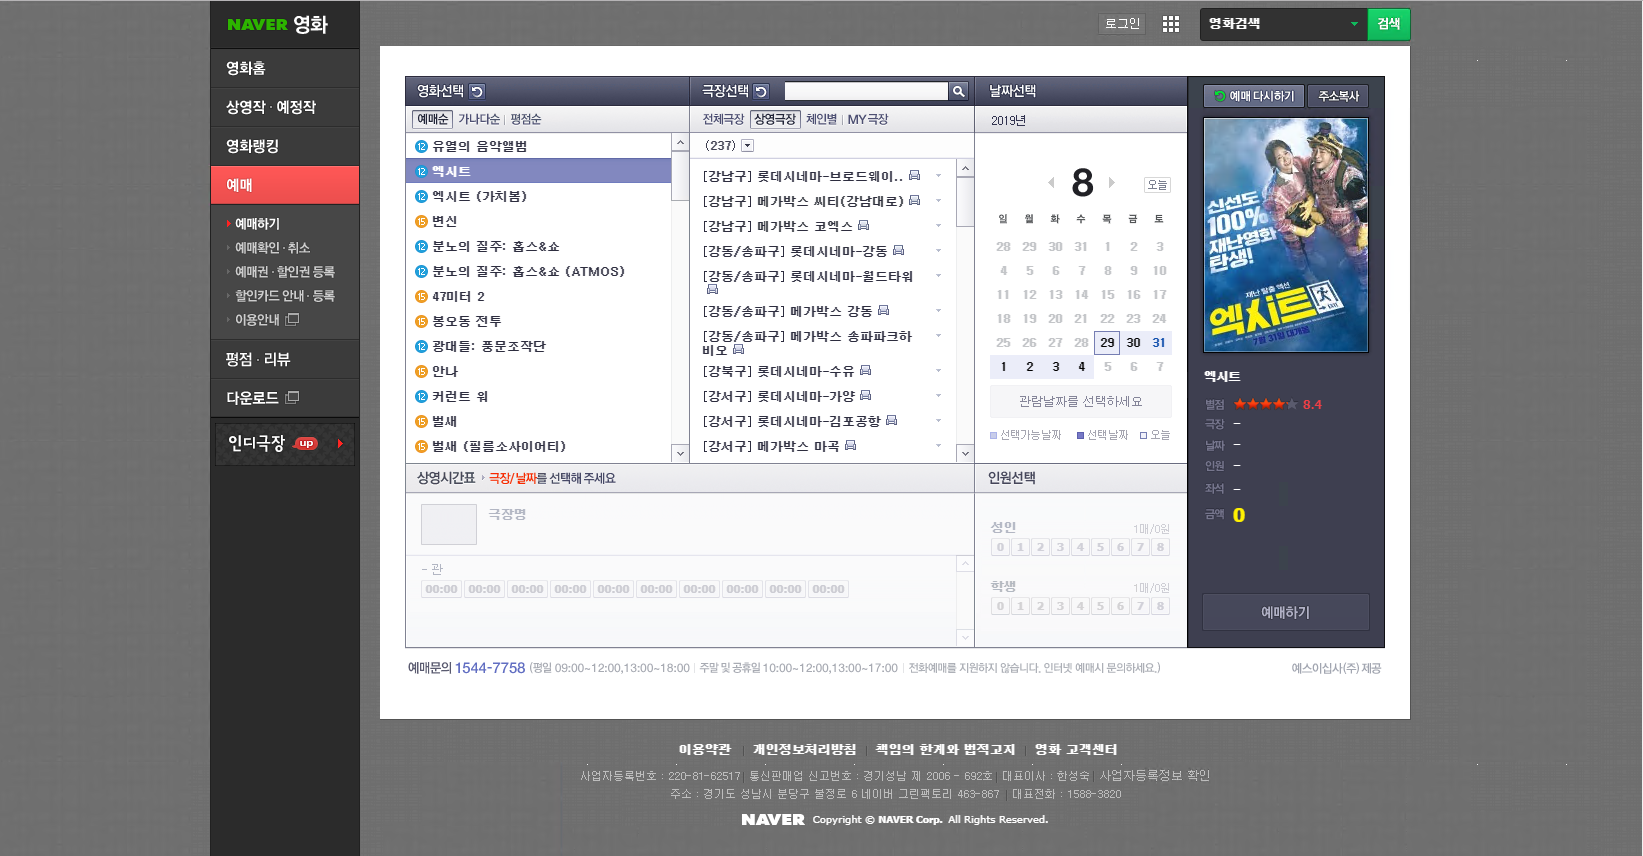 NAVER 영화
로그인
영화검색
검색
영화홈
상영작 · 예정작
영화랭킹
예매
예매하기
예매확인 · 취소
예매권 · 할인권 등록
할인카드 안내 · 등록
이용안내
평점 · 리뷰
다운로드
인디극장 up
영화선택
예매순 가나다순 평점순
12 유열의 음악앨범
12 엑시트
12 엑시트 (가치봄)
15 변신
12 분노의 질주: 홉스&쇼
12 분노의 질주: 홉스&쇼 (ATMOS)
15 47미터 2
15 봉오동 전투
12 광대들: 풍문조작단
15 안나
12 커런트 워
15 벌새
15 벌새 (필름소사이어티)
극장선택
전체극장 상영극장 체인별 MY 극장
(237)
[강남구] 롯데시네마-브로드웨이..
[강남구] 메가박스 씨티(강남대로)
[강남구] 메가박스 코엑스
[강동/송파구] 롯데시네마-강동
[강동/송파구] 롯데시네마-월드타워
[강동/송파구] 메가박스 강동
[강동/송파구] 메가박스 송파파크하
비오
[강북구] 롯데시네마-수유
[강서구] 롯데시네마-가양
[강서구] 롯데시네마-김포공항
[강서구] 메가박스 마곡
날짜선택
2019년
8
오늘
일 월 화 수 목 금 토
28 29 30 31 1 2 3
4 5 6 7 8 9 10
11 12 13 14 15 16 17
18 19 20 21 22 23 24
25 26 27 28 29 30 31
1 2 3 4 5 6 7
관람날짜를 선택하세요
선택가능날짜 선택날짜 오늘
예매 다시하기 주소복사
신선도
100%
재난영화
탄생!
재난 탈출 액션
엑시트
7월 31일 대개봉
엑시트
별점 8.4
극장 –
날짜 –
인원 –
좌석 –
금액 0
예매하기
상영시간표 극장/날짜를 선택해 주세요
극장명
- 관
00:00 00:00 00:00 00:00 00:00 00:00 00:00 00:00 00:00 00:00
인원선택
성인 1매/0원
0 1 2 3 4 5 6 7 8
학생 1매/0원
0 1 2 3 4 5 6 7 8
예매문의 1544-7758 (평일 09:00~12:00,13:00~18:00 | 주말 및 공휴일 10:00~12:00,13:00~17:00 | 전화예매를 지원하지 않습니다. 인터넷 예매시 문의하세요.)
예스이십사(주) 제공
이용약관 | 개인정보처리방침 | 책임의 한계와 법적고지 | 영화 고객센터
사업자등록번호 : 220-81-62517 | 통신판매업 신고번호 : 경기성남 제 2006 - 692호 | 대표이사 : 한성숙 | 사업자등록정보 확인
주소 : 경기도 성남시 분당구 불정로 6 네이버 그린팩토리 463-867 | 대표전화 : 1588-3820
NAVER Copyright © NAVER Corp. All Rights Reserved.